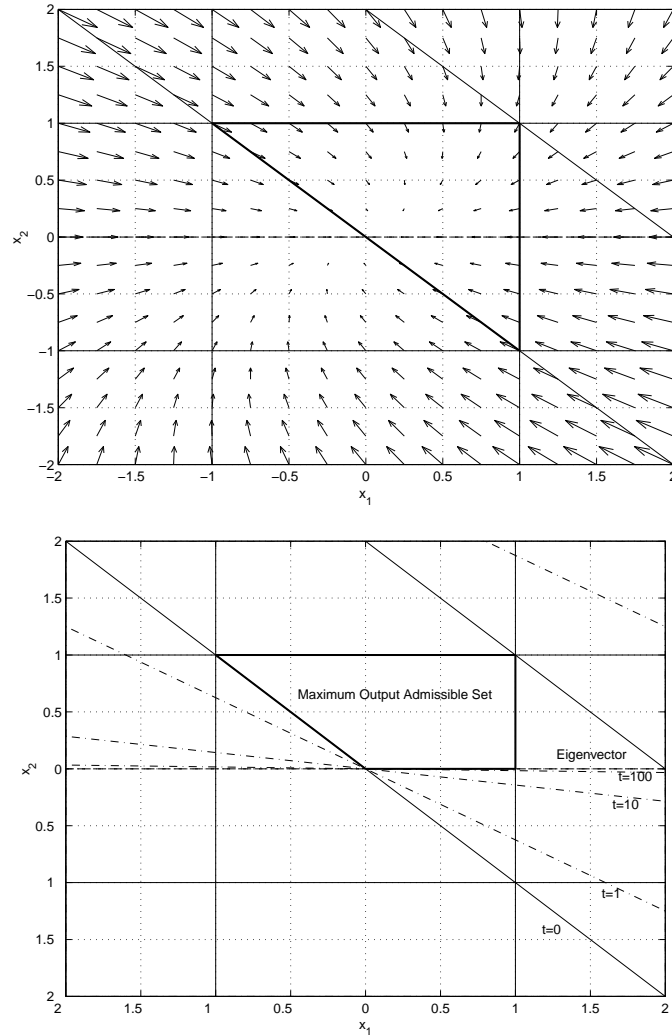 2
1.5
1
0.5
0
−0.5
−1
−1.5
−2
x2
−2 −1.5 −1 −0.5 0 0.5 1 1.5 2
x1
2
1.5
1
0.5
0
0.5
1
1.5
2
x2
Maximum Output Admissible Set
Eigenvector
t=100
t=10
t=1
t=0
2 1.5 1 0.5 0 0.5 1 1.5 2
x1